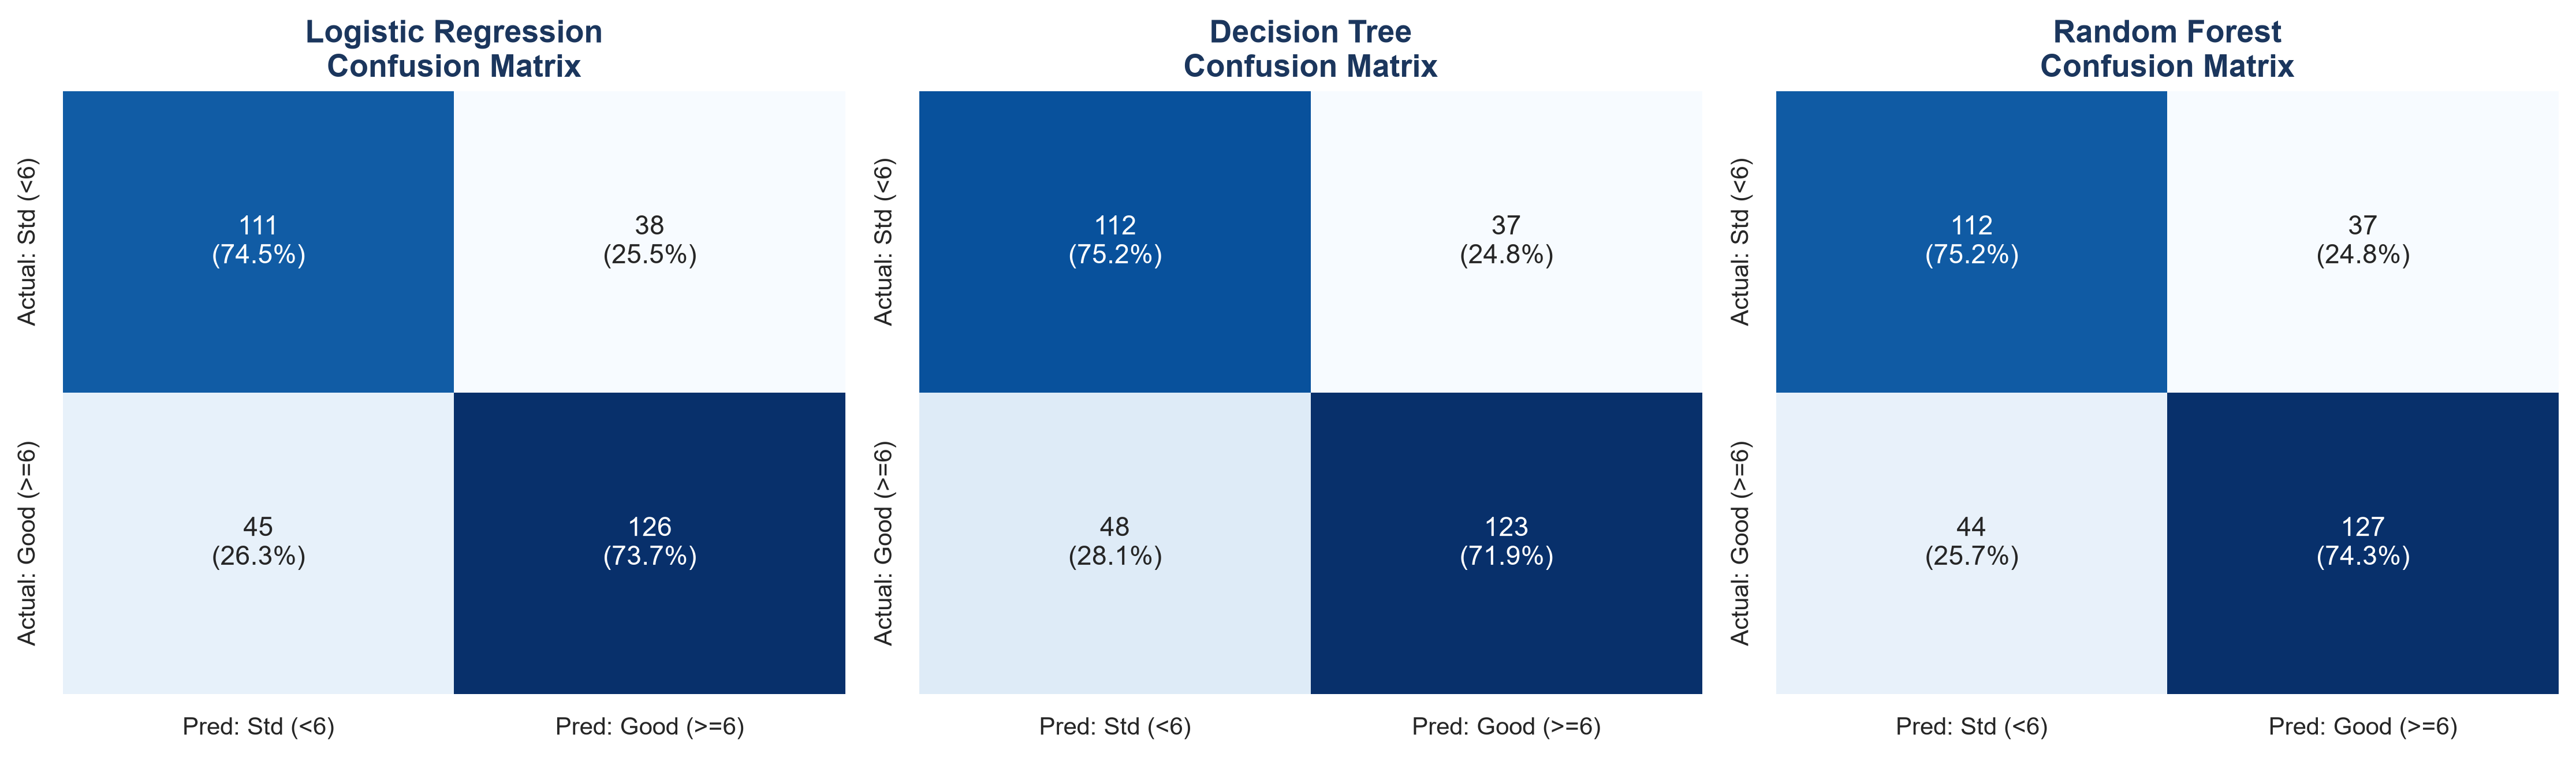 Logistic Regression
Confusion Matrix
Actual: Std (<6)
Actual: Good (>=6)
111
(74.5%)
38
(25.5%)
45
(26.3%)
126
(73.7%)
Pred: Std (<6)
Pred: Good (>=6)
Decision Tree
Confusion Matrix
Actual: Std (<6)
Actual: Good (>=6)
112
(75.2%)
37
(24.8%)
48
(28.1%)
123
(71.9%)
Pred: Std (<6)
Pred: Good (>=6)
Random Forest
Confusion Matrix
Actual: Std (<6)
Actual: Good (>=6)
112
(75.2%)
37
(24.8%)
44
(25.7%)
127
(74.3%)
Pred: Std (<6)
Pred: Good (>=6)